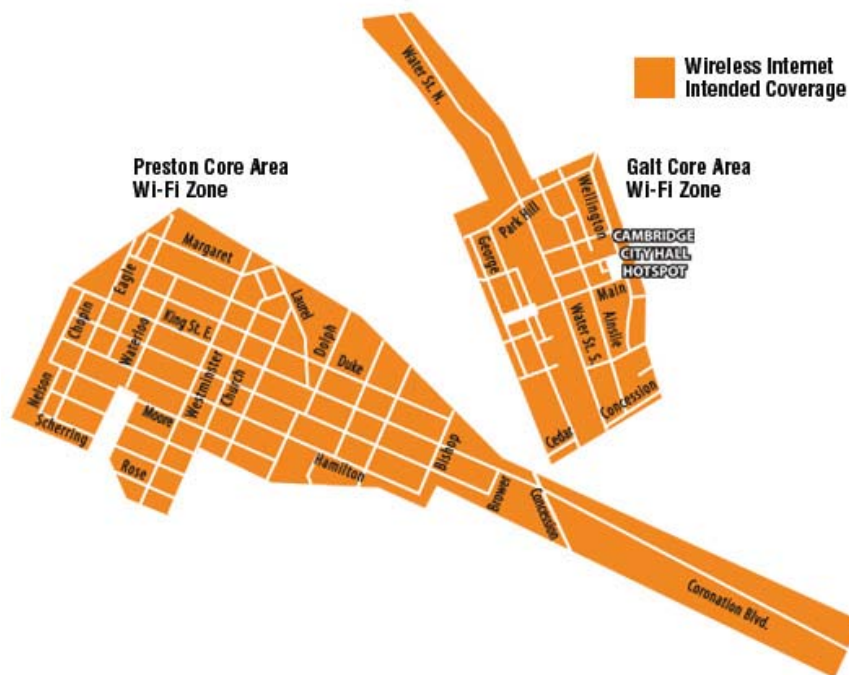 Wireless Internet
Intended Coverage
Preston Core Area
Wi-Fi Zone
Galt Core Area
Wi-Fi Zone
Water St. N.
Wellington
Park Hill
George
CAMBRIDGE
CITY HALL
HOTSPOT
Main
Ainslie
Water St. S.
Concession
Cedar
Margaret
Eagle
Laurel
Chopin
King St. E.
Dolph
Waterloo
Duke
Westminster
Church
Nelson
Scherring
Moore
Rose
Hamilton
Bishop
Brower
Concession
Coronation Blvd.